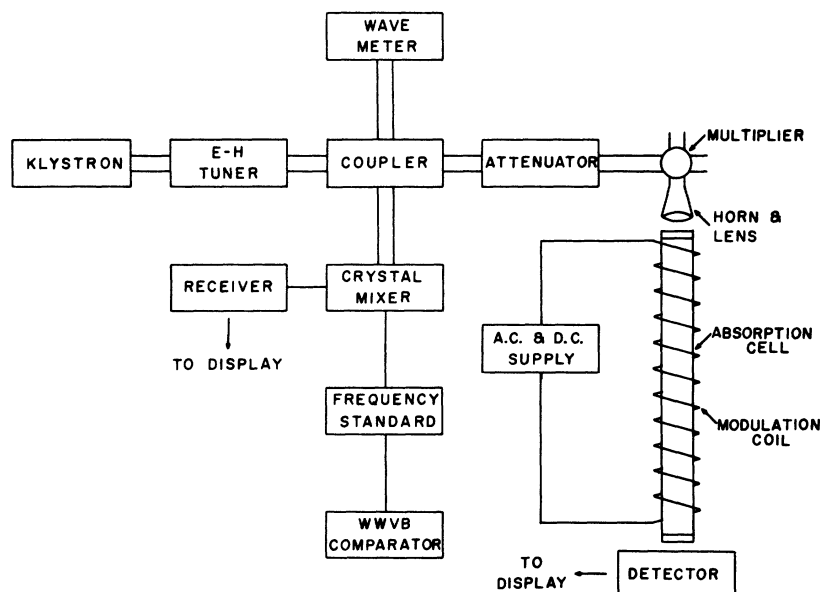 WAVE
METER
KLYSTRON
E-H
TUNER
COUPLER
ATTENUATOR
MULTIPLIER
HORN &
LENS
RECEIVER
CRYSTAL
MIXER
TO DISPLAY
A.C. & D.C.
SUPPLY
ABSORPTION
CELL
FREQUENCY
STANDARD
MODULATION
COIL
WWVB
COMPARATOR
TO
DISPLAY
DETECTOR